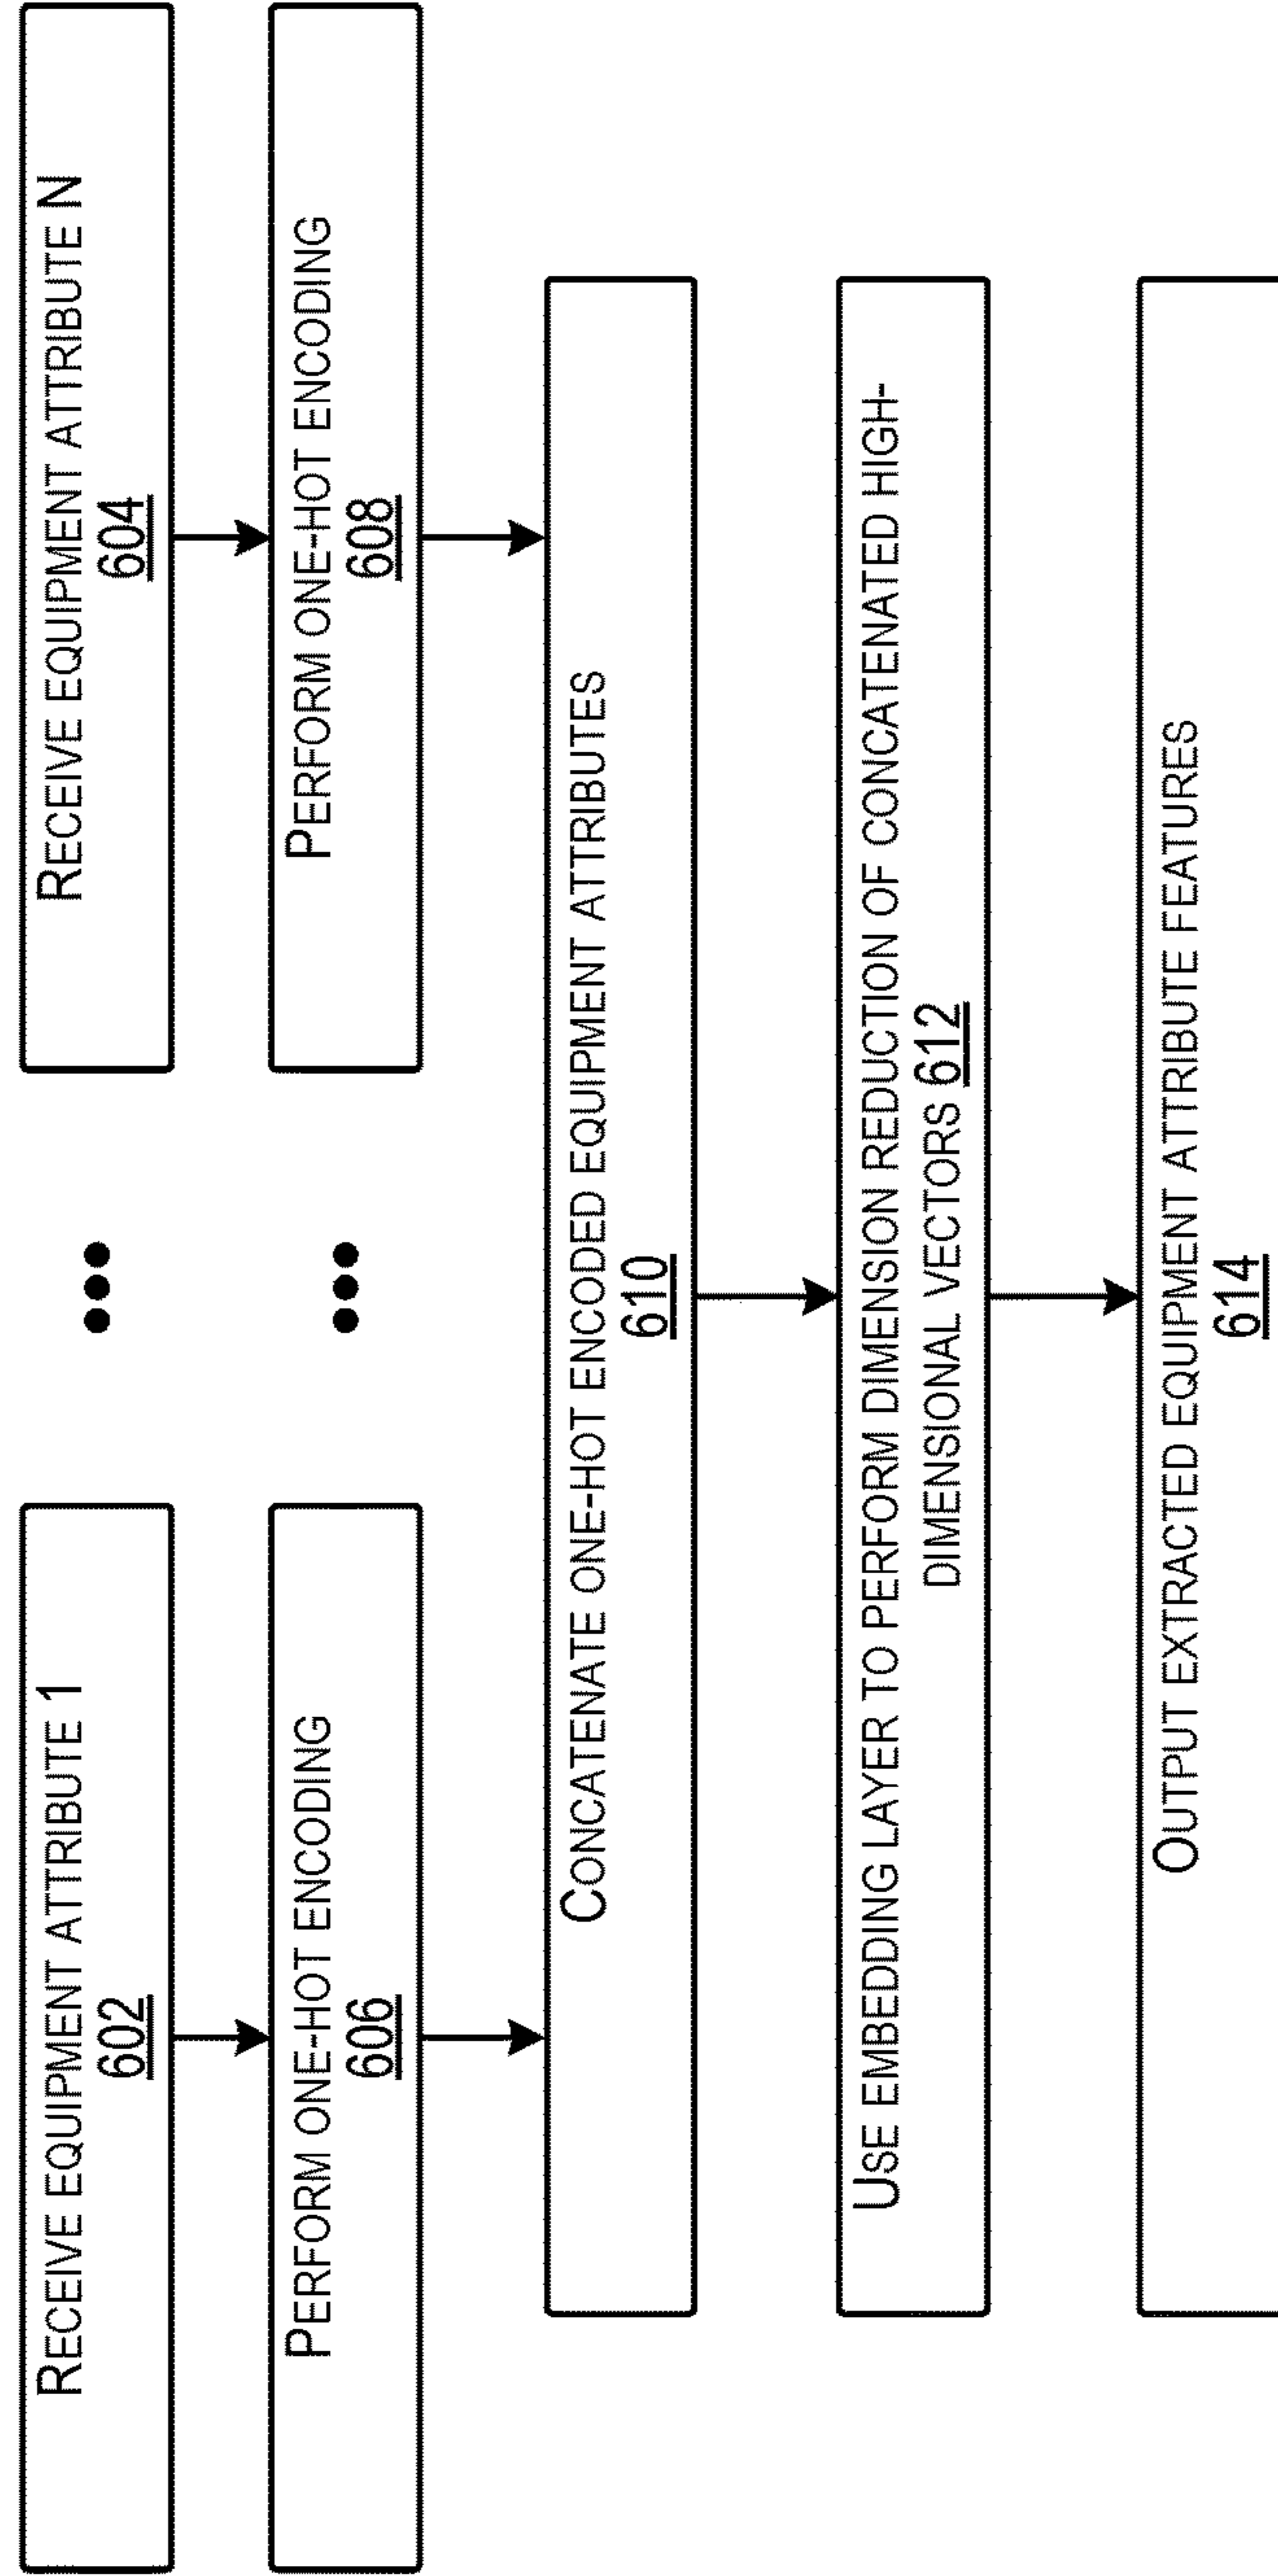 RECEIVE EQUIPMENT ATTRIBUTE 1
602
RECEIVE EQUIPMENT ATTRIBUTE N
604
PERFORM ONE-HOT ENCODING
606
PERFORM ONE-HOT ENCODING
608
CONCATENATE ONE-HOT ENCODED EQUIPMENT ATTRIBUTES
610
USE EMBEDDING LAYER TO PERFORM DIMENSION REDUCTION OF CONCATENATED HIGH-
DIMENSIONAL VECTORS 612
OUTPUT EXTRACTED EQUIPMENT ATTRIBUTE FEATURES
614